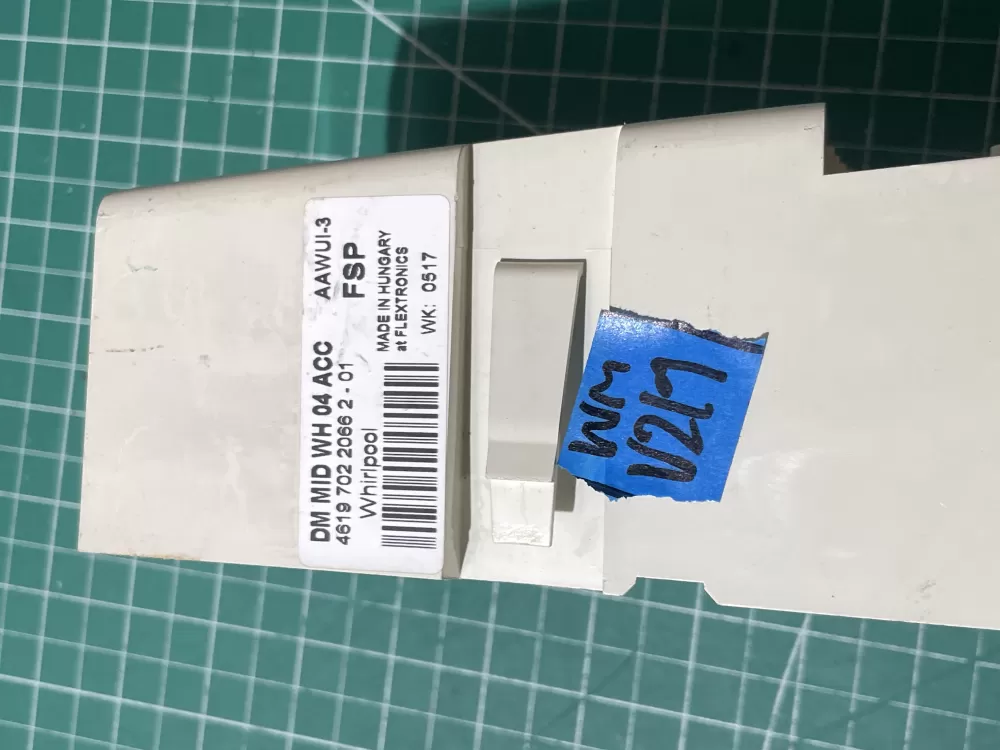 DM MID WH 04 ACC AAWUI-3
4619 702 2066 2 - 01 FSP
Whirlpool
MADE IN HUNGARY
at FLEXTRONICS
WK: 0517
WM
V217